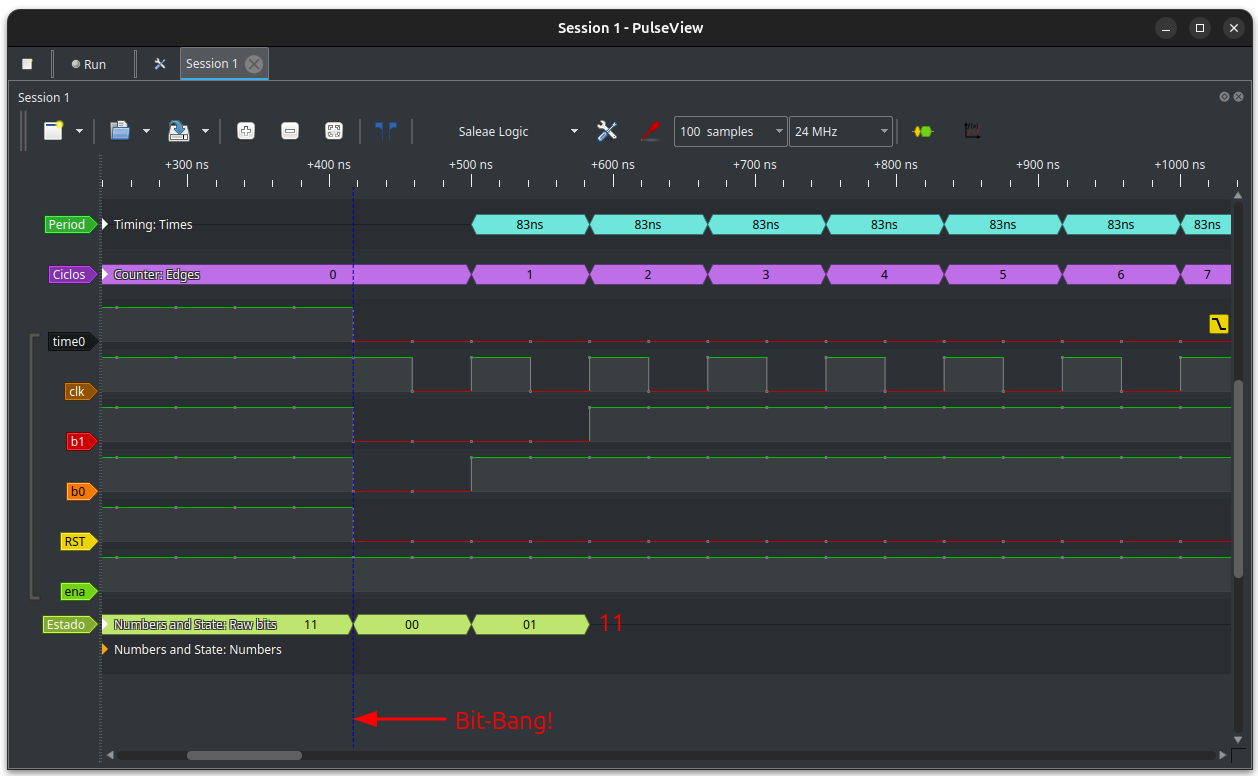 Session 1 - PulseView
Run
Session 1
Session 1
Saleae Logic
100 samples
24 MHz
+300 ns +400 ns +500 ns +600 ns +700 ns +800 ns +900 ns +1000 ns
Period Timing: Times 83ns 83ns 83ns 83ns 83ns 83ns 83ns
Ciclos Counter: Edges 0 1 2 3 4 5 6 7
time0
clk
b1
b0
RST
ena
Estado Numbers and State: Raw bits 11 00 01 11
Numbers and State: Numbers
Bit-Bang!